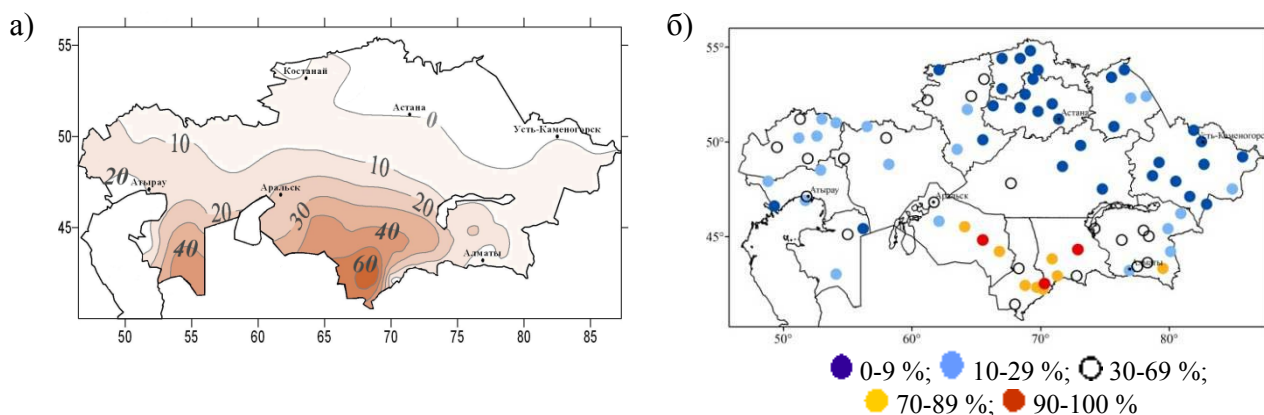 а)
55
50
45
50 55 60 65 70 75 80 85
Костанай
Астана
Усть-Каменогорск
Атырау
Аральск
Алматы
0
10
10
20
20
20
30
40
40
60
б)
55°
50°
45°
50° 60° 70° 80°
Астана
Усть-Каменогорск
Атырау
Аральск
Алматы
0-9 %; 10-29 %; 30-69 %;
70-89 %; 90-100 %